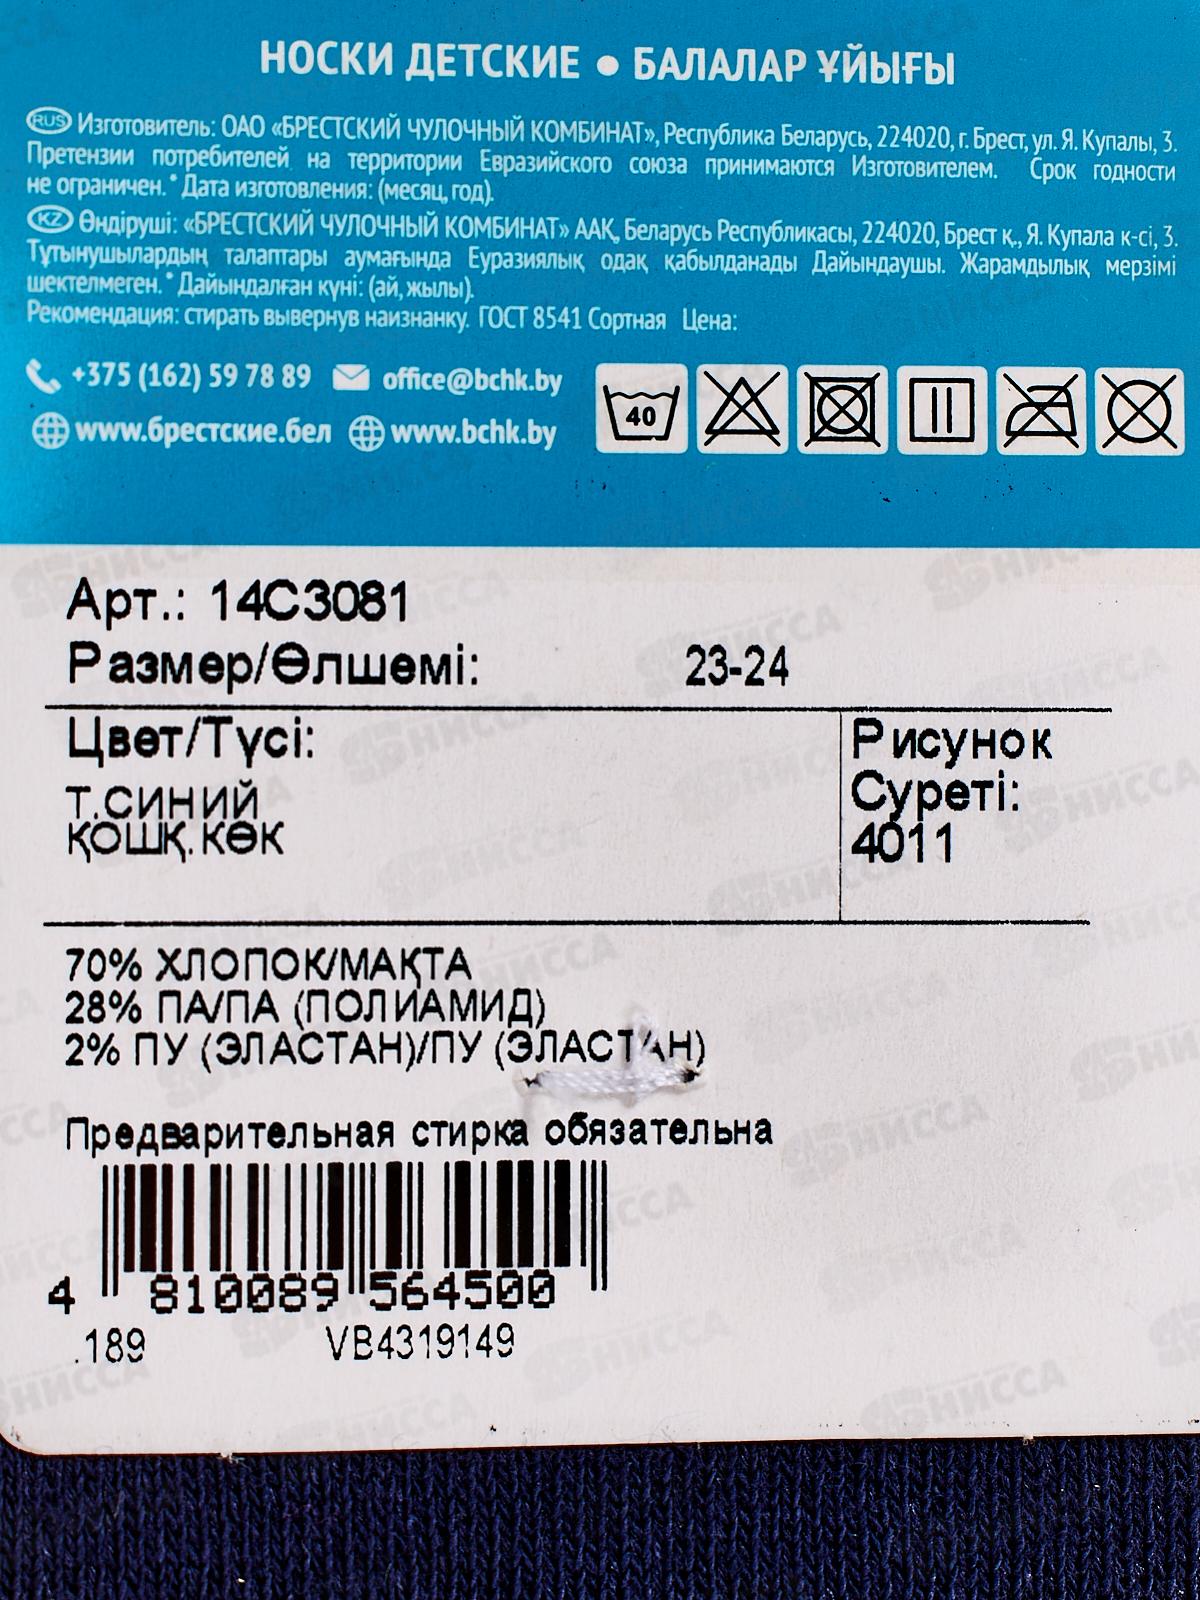 НОСКИ ДЕТСКИЕ ● БАЛАЛАР ҰЙЫҒЫ
RUS Изготовитель: ОАО «БРЕСТСКИЙ ЧУЛОЧНЫЙ КОМБИНАТ», Республика Беларусь, 224020, г. Брест, ул. Я. Купалы, 3.
Претензии потребителей на территории Евразийского союза принимаются Изготовителем. Срок годности
не ограничен.* Дата изготовления: (месяц, год).
KZ Өндіруші: «БРЕСТСКИЙ ЧУЛОЧНЫЙ КОМБИНАТ» ААҚ, Беларусь Республикасы, 224020, Брест қ., Я. Купала к-сі, 3.
Тұтынушылардың талаптары аумағында Еуразиялық одақ қабылданады Дайындаушы. Жарамдылық мерзімі
шектелмеген.* Дайындалған күні: (ай, жылы).
Рекомендация: стирать вывернув наизнанку. ГОСТ 8541 Сортная Цена:
+375 (162) 59 78 89 office@bchk.by
www.брестские.бел www.bchk.by
40
Арт.: 14С3081
Размер/Өлшемі: 23-24
Цвет/Түсі:
Т.СИНИЙ
ҚОШҚ.КӨК
Рисунок
Суреті:
4011
70% ХЛОПОК/МАҚТА
28% ПА/ПА (ПОЛИАМИД)
2% ПУ (ЭЛАСТАН)/ПУ (ЭЛАСТАН)
Предварительная стирка обязательна
4 810089 564500
.189 VB4319149
НИССА